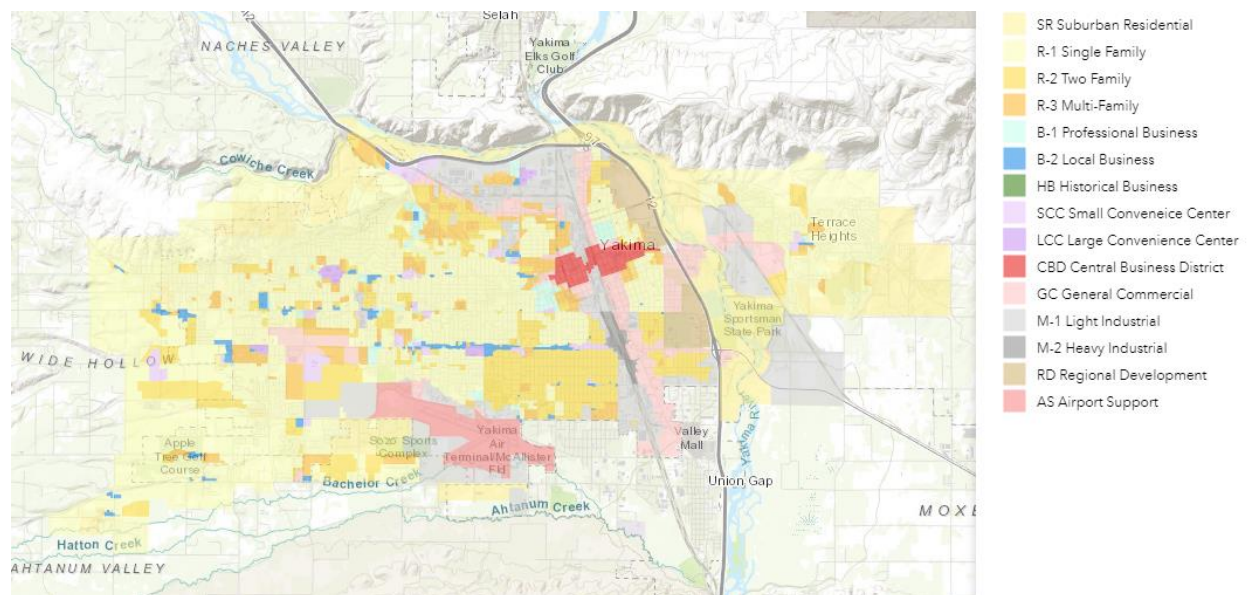 Selah
12
NACHES VALLEY
Yakima
Elks Golf
Club
Cowiche Creek
97
12
Terrace
Heights
Yakima
Yakima
Sportsman
State Park
WIDE HOLLOW
Apple
Tree Golf
Course
Sozo Sports
Complex
Yakima
Air
Terminal/McAllister
Fld
Valley
Mall
Yakima R
Bachelor Creek
Union Gap
Ahtanum Creek
MOXE
Hatton Creek
AHTANUM VALLEY
SR Suburban Residential
R-1 Single Family
R-2 Two Family
R-3 Multi-Family
B-1 Professional Business
B-2 Local Business
HB Historical Business
SCC Small Conveneice Center
LCC Large Convenience Center
CBD Central Business District
GC General Commercial
M-1 Light Industrial
M-2 Heavy Industrial
RD Regional Development
AS Airport Support